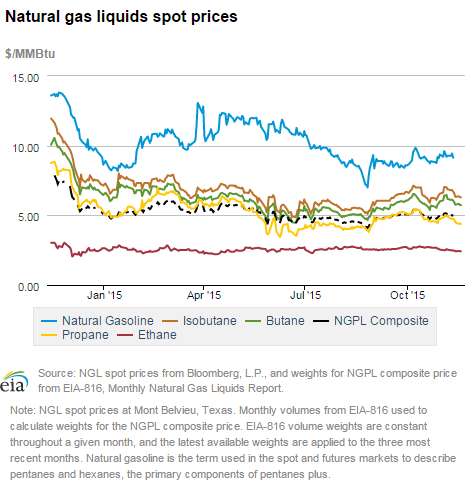 Natural gas liquids spot prices
$/MMBtu
15.00
10.00
5.00
0.00
Jan '15 Apr '15 Jul '15 Oct '15
Natural Gasoline Isobutane Butane NGPL Composite
Propane Ethane
eia
Source: NGL spot prices from Bloomberg, L.P., and weights for NGPL composite price
from EIA-816, Monthly Natural Gas Liquids Report.
Note: NGL spot prices at Mont Belvieu, Texas. Monthly volumes from EIA-816 used to
calculate weights for the NGPL composite price. EIA-816 volume weights are constant
throughout a given month, and the latest available weights are applied to the three most
recent months. Natural gasoline is the term used in the spot and futures markets to describe
pentanes and hexanes, the primary components of pentanes plus.